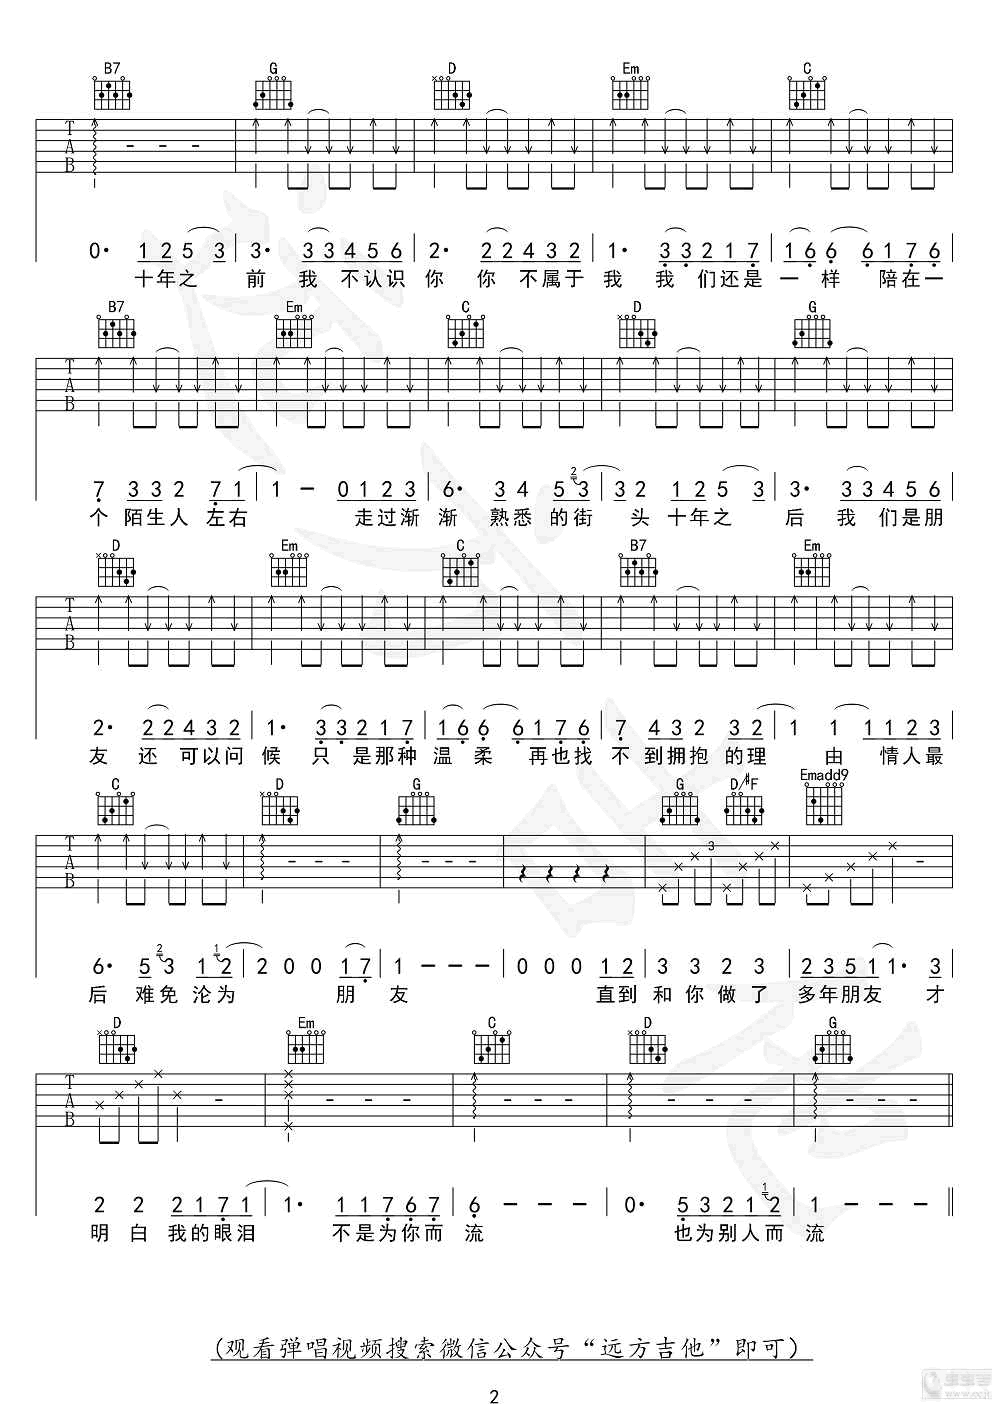 B7 G D Em C
T A B
0· 1 2 5 3 3· 3 3 4 5 6 2· 2 2 4 3 2 1· 3 3 2 1 7 1 6 6 6 1 7 6
十年之 前 我 不认识 你 你 不属于 我 我 们还是 一 样 陪在一
B7 Em C D G
T A B
7 3 3 2 7 1 1 — 0 1 2 3 6· 3 4 5 2 3 3 2 1 2 5 3 3· 3 3 4 5 6
个 陌生人 左右 走过渐 渐 熟悉 的街 头 十年之 后 我 们是朋
D Em C B7 Em
T A B
2· 2 2 4 3 2 1· 3 3 2 1 7 1 6 6 6 1 7 6 7 4 3 3 2 3 2 1 1 1 1 2 3
友 还 可以问 候 只 是那种 温 柔 再也找 不 到拥抱 的理 由 情人最
C D G G D/#F Emadd9
T A B
3
6· 5 2 3 1 1 2 2 0 0 1 7 1 — — — 0 0 0 1 2 3 3 2 3 2 3 5 1 1· 3
后 难免 沦为 朋 友 直到 和 你 做 了 多年朋友 才
D Em C D G
T A B
2 2 2 1 7 1 1· 1 1 7 6 7 6 — — — 0· 5 3 2 1 1 2 1 — — —
明 白 我的眼泪 不是为你而 流 也为别人而 流
(观看弹唱视频搜索微信公众号“远方吉他”即可)
2